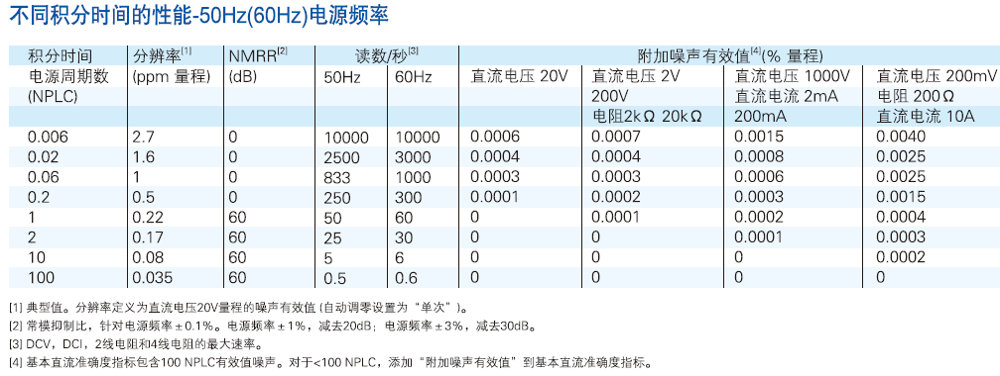 不同积分时间的性能-50Hz(60Hz)电源频率
积分时间 分辨率[1] NMRR[2] 读数/秒[3] 附加噪声有效值[4](% 量程)
电源周期数 (ppm 量程) (dB) 50Hz 60Hz 直流电压 20V 直流电压 2V 直流电压 1000V 直流电压 200mV
(NPLC) 200V 直流电流 2mA 电阻 200Ω
电阻2kΩ 20kΩ 200mA 直流电流 10A
0.006 2.7 0 10000 10000 0.0006 0.0007 0.0015 0.0040
0.02 1.6 0 2500 3000 0.0004 0.0004 0.0008 0.0025
0.06 1 0 833 1000 0.0003 0.0003 0.0006 0.0025
0.2 0.5 0 250 300 0.0001 0.0002 0.0003 0.0015
1 0.22 60 50 60 0 0.0001 0.0002 0.0004
2 0.17 60 25 30 0 0 0.0001 0.0003
10 0.08 60 5 6 0 0 0 0.0002
100 0.035 60 0.5 0.6 0 0 0 0
[1] 典型值。分辨率定义为直流电压20V量程的噪声有效值 (自动调零设置为“单次”)。
[2] 常模抑制比，针对电源频率±0.1%。电源频率±1%，减去20dB；电源频率±3%，减去30dB。
[3] DCV，DCI，2线电阻和4线电阻的最大速率。
[4] 基本直流准确度指标包含100 NPLC有效值噪声。对于<100 NPLC，添加“附加噪声有效值”到基本直流准确度指标。